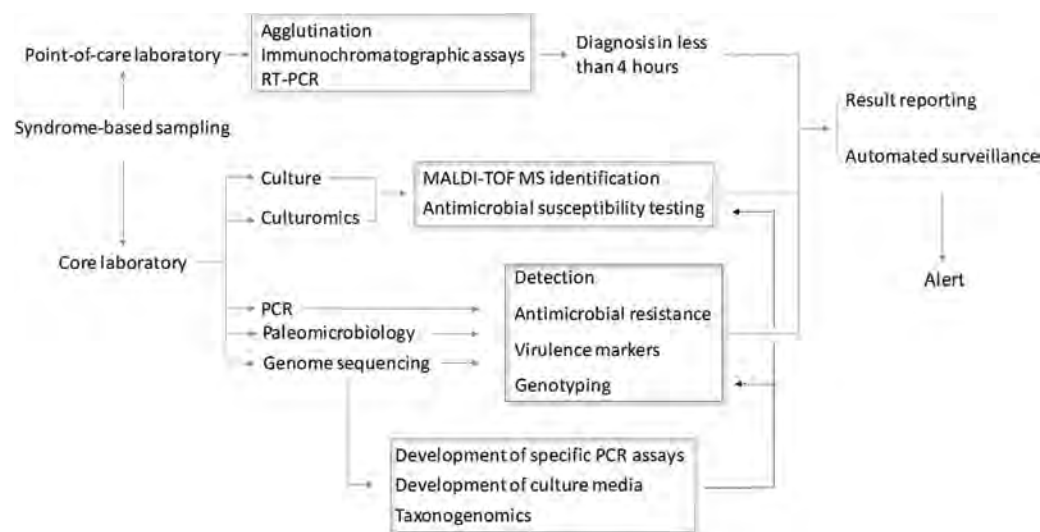 Agglutination
Point-of-care laboratory
Immunochromatographic assays
RT-PCR
Diagnosis in less
than 4 hours
Result reporting
Syndrome-based sampling
Automated surveillance
Culture
Culturomics
MALDI-TOF MS identification
Antimicrobial susceptibility testing
Core laboratory
Alert
PCR
Paleomicrobiology
Genome sequencing
Detection
Antimicrobial resistance
Virulence markers
Genotyping
Development of specific PCR assays
Development of culture media
Taxonogenomics